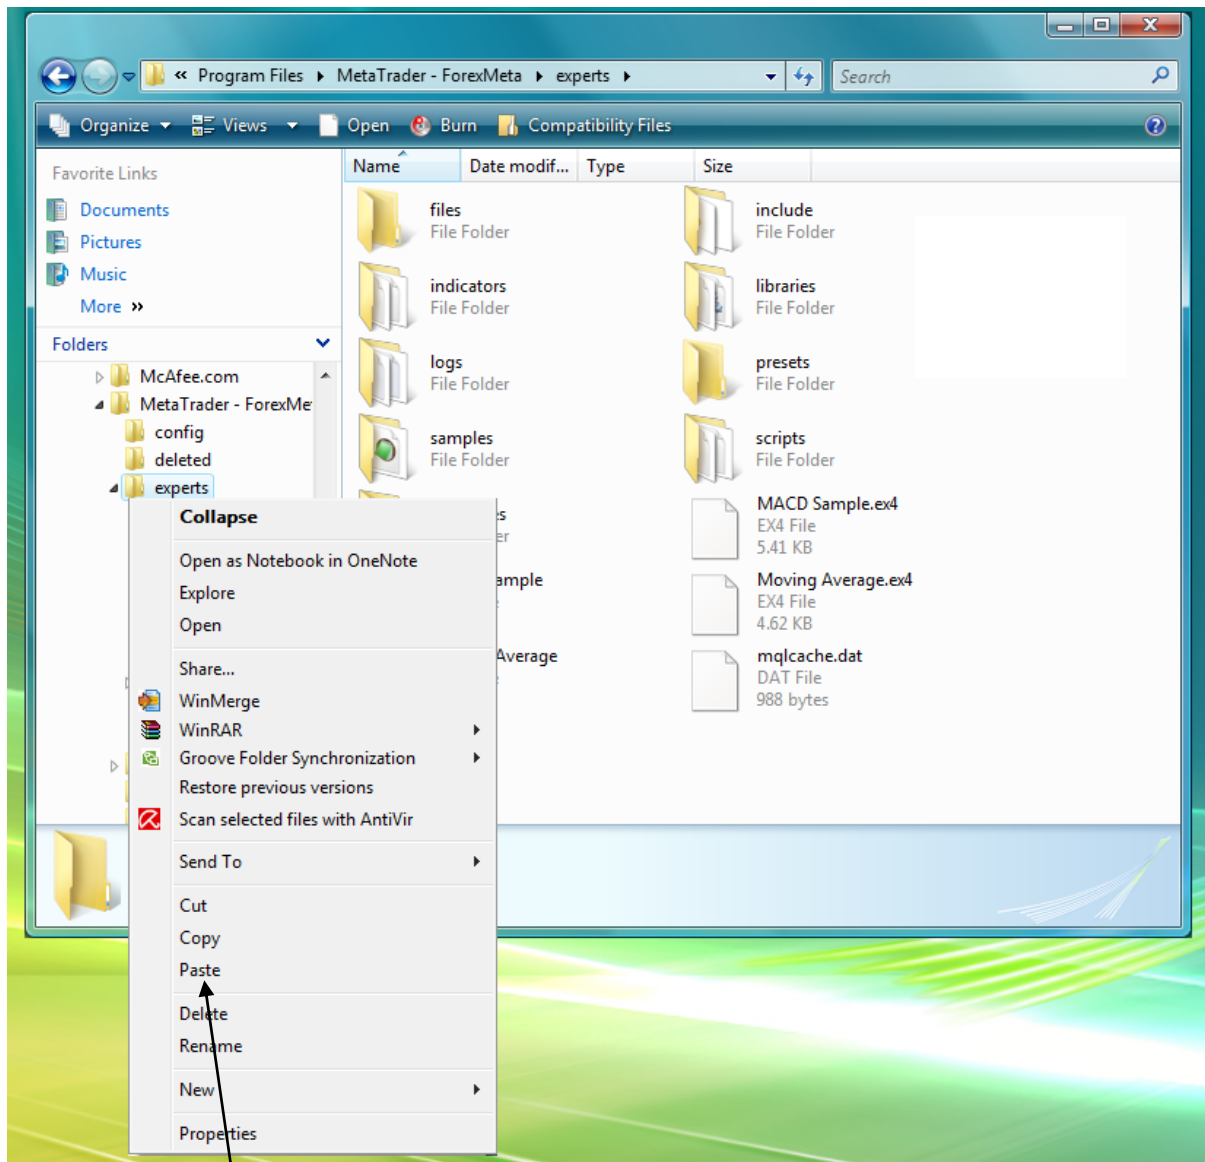 « Program Files ▸ MetaTrader - ForexMeta ▸ experts ▸
Search
Organize Views Open Burn Compatibility Files
Favorite Links
Documents
Pictures
Music
More »
Folders
McAfee.com
MetaTrader - ForexMe
config
deleted
experts
Name Date modif... Type Size
files
File Folder
include
File Folder
indicators
File Folder
libraries
File Folder
logs
File Folder
presets
File Folder
samples
File Folder
scripts
File Folder
MACD Sample.ex4
EX4 File
5.41 KB
Moving Average.ex4
EX4 File
4.62 KB
Average
mqlcache.dat
DAT File
988 bytes
Collapse
Open as Notebook in OneNote
Explore
Open
Share...
WinMerge
WinRAR
Groove Folder Synchronization
Restore previous versions
Scan selected files with AntiVir
Send To
Cut
Copy
Paste
Delete
Rename
New
Properties